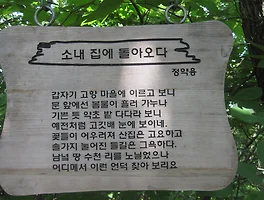 소내 집에 돌아오다
정약용
갑자기 고향 마을에 이르고 보니
문 앞에선 봄물이 흘러 가누나
기쁜 듯 약초 밭 다다라 보니
예전처럼 고깃배 눈에 보이네.
꽃들이 어우러져 산집은 고요하고
솔가지 늘어진 들길은 그윽하다.
남녘 땅 수천 리를 노닐었으나
어디메서 이런 언덕 찾아 보리요